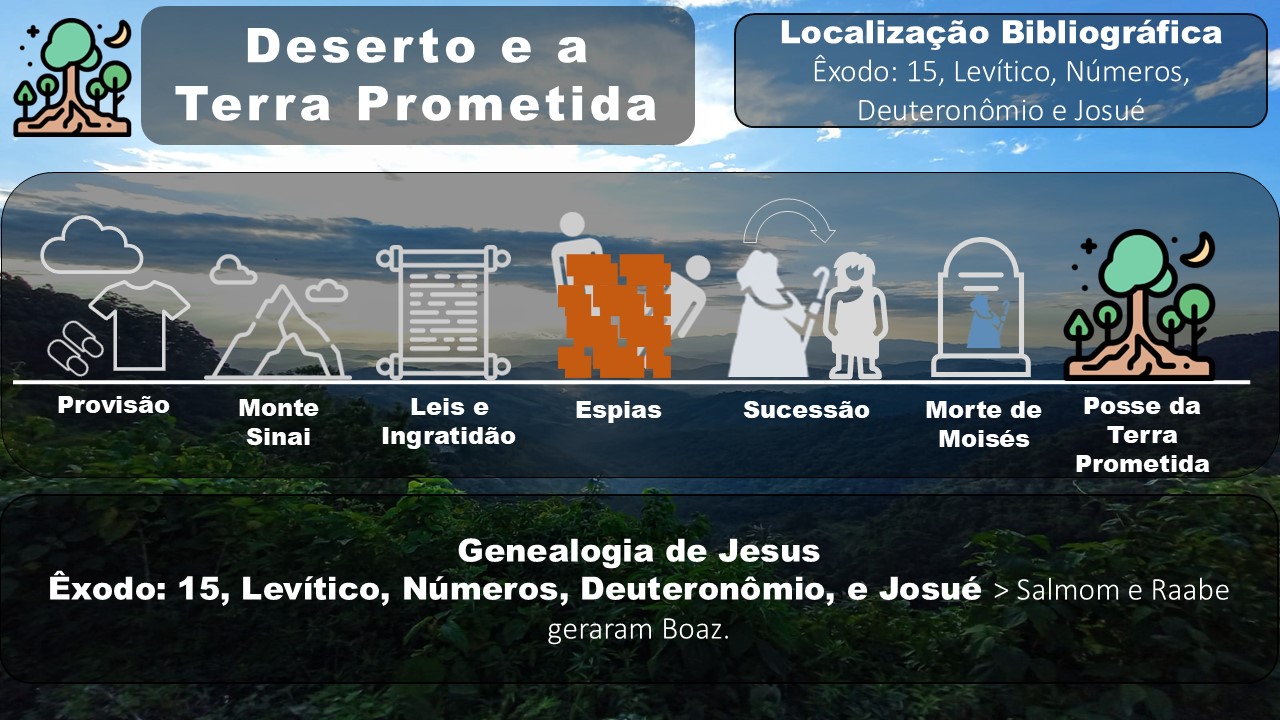 Deserto e a
Terra Prometida
Localização Bibliográfica
Êxodo: 15, Levítico, Números,
Deuteronômio e Josué
Provisão
Monte
Sinai
Leis e
Ingratidão
Espias
Sucessão
Morte de
Moisés
Posse da
Terra
Prometida
Genealogia de Jesus
Êxodo: 15, Levítico, Números, Deuteronômio, e Josué > Salmom e Raabe
geraram Boaz.